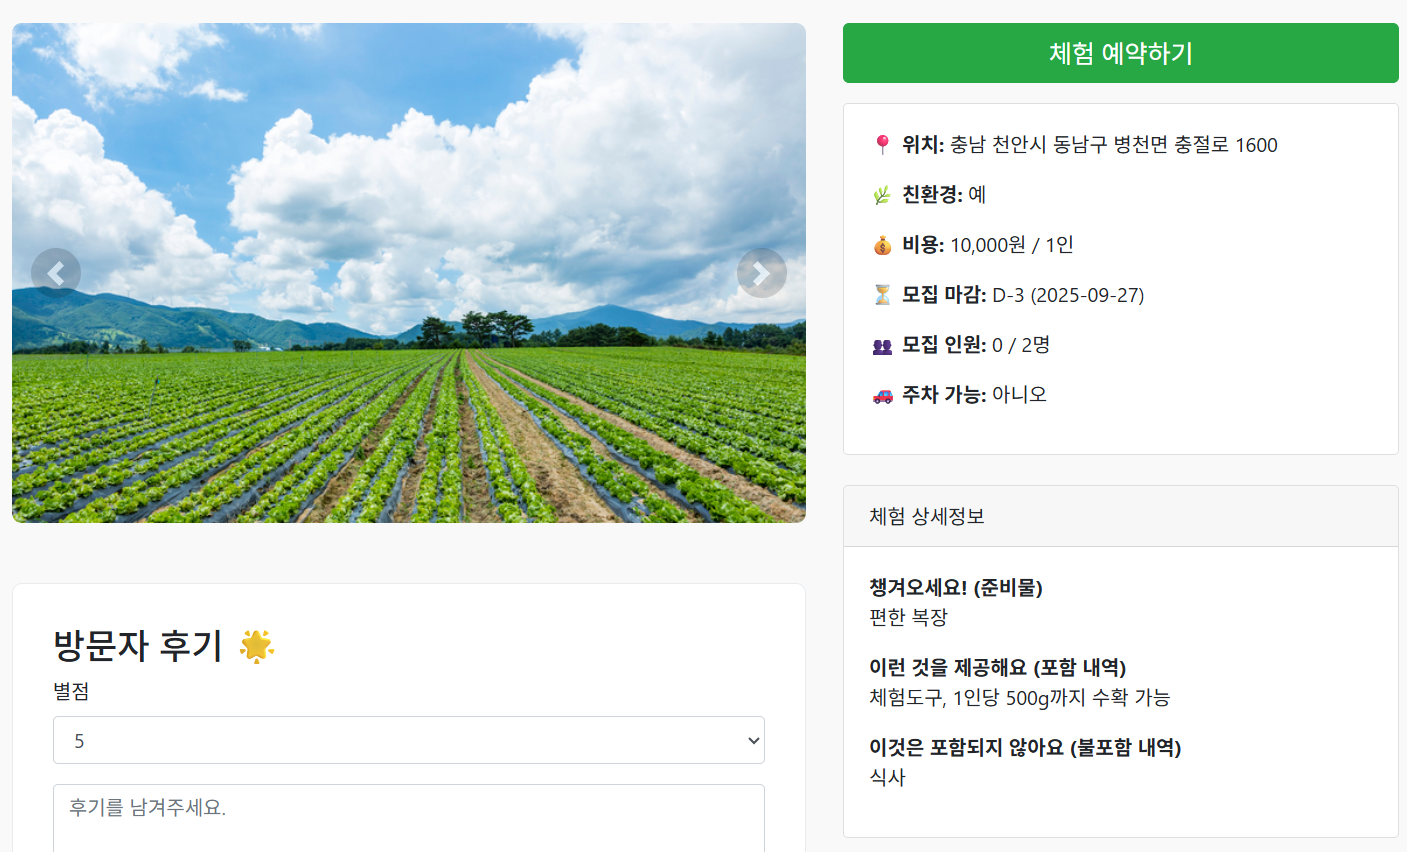 체험 예약하기
📍 위치: 충남 천안시 동남구 병천면 충절로 1600
🌿 친환경: 예
💰 비용: 10,000원 / 1인
⏳ 모집 마감: D-3 (2025-09-27)
👥 모집 인원: 0 / 2명
🚗 주차 가능: 아니오
체험 상세정보
챙겨오세요! (준비물)
편한 복장
이런 것을 제공해요 (포함 내역)
체험도구, 1인당 500g까지 수확 가능
이것은 포함되지 않아요 (불포함 내역)
식사
방문자 후기 🌟
별점
5
후기를 남겨주세요.